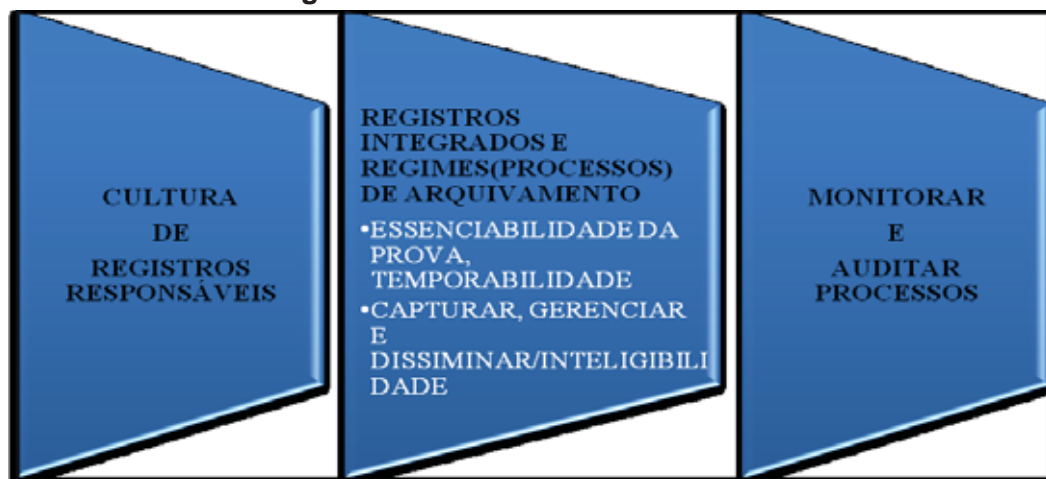 CULTURA
DE
REGISTROS
RESPONSÁVEIS
REGISTROS
INTEGRADOS E
REGIMES(PROCESSOS)
DE ARQUIVAMENTO
•ESSENCIABILIDADE DA
PROVA,
TEMPORABILIDADE
•CAPTURAR, GERENCIAR
E
DISSIMINAR/INTELIGIBILI
DADE
MONITORAR
E
AUDITAR
PROCESSOS